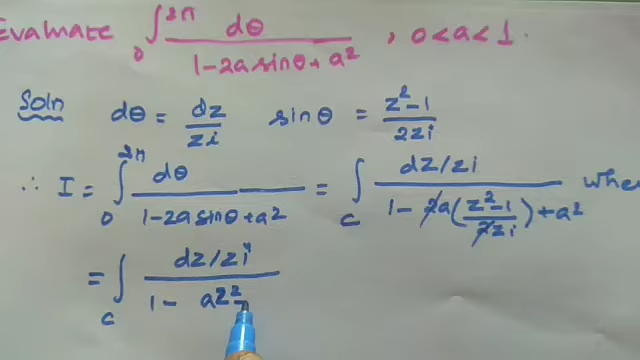 Evaluate ∫₀^2π dθ / (1-2a sinθ + a²) , 0<a<1.
Soln dθ = dz/zi sinθ = (z²-1)/2zi
∴ I = ∫₀^2π dθ / (1-2a sinθ + a²) = ∫_C (dz/zi) / (1 - 2a((z²-1)/2zi) + a²) Whe
= ∫_C (dz/zi) / (1 - az²